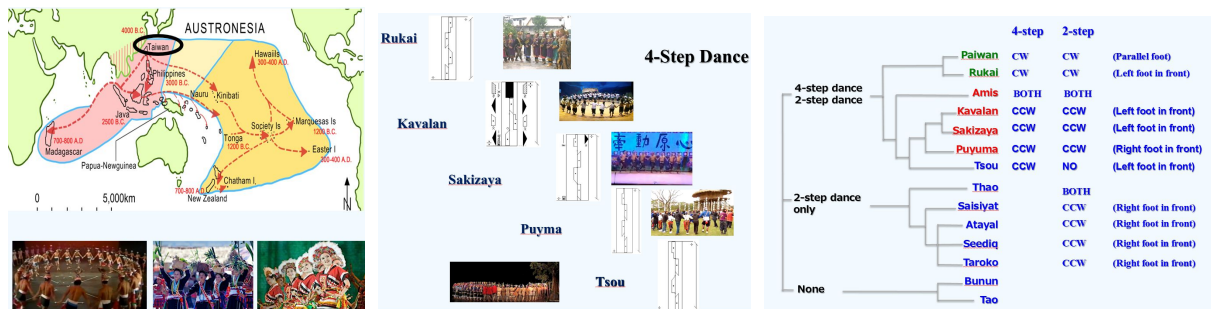 AUSTRONESIA
4000 B.C.
Taiwan
Hawaiils
300-400 A.D.
Philippines
3000 B.C.
Nauru
Kinibati
Java
2500 B.C.
Society Is
Marquesas Is
1200 B.C.
Tonga
1200 B.C.
700-800 A.D.
Madagascar
Easter I
300-400 A.D.
Papua-Newguinea
Chatham I,
700-800 A.D.
New Zealand
0
5,000km
N
Rukai
4-Step Dance
Kavalan
牽動原心
Sakizaya
Puyma
Tsou
4-step 2-step
Paiwan CW CW (Parallel foot)
Rukai CW CW (Left foot in front)
4-step dance
2-step dance
Amis BOTH BOTH
Kavalan CCW CCW (Left foot in front)
Sakizaya CCW CCW (Left foot in front)
Puyuma CCW CCW (Right foot in front)
Tsou CCW NO (Left foot in front)
2-step dance
only
Thao BOTH
Saisiyat CCW (Right foot in front)
Atayal CCW (Right foot in front)
Seediq CCW (Right foot in front)
Taroko CCW (Right foot in front)
None
Bunun
Tao